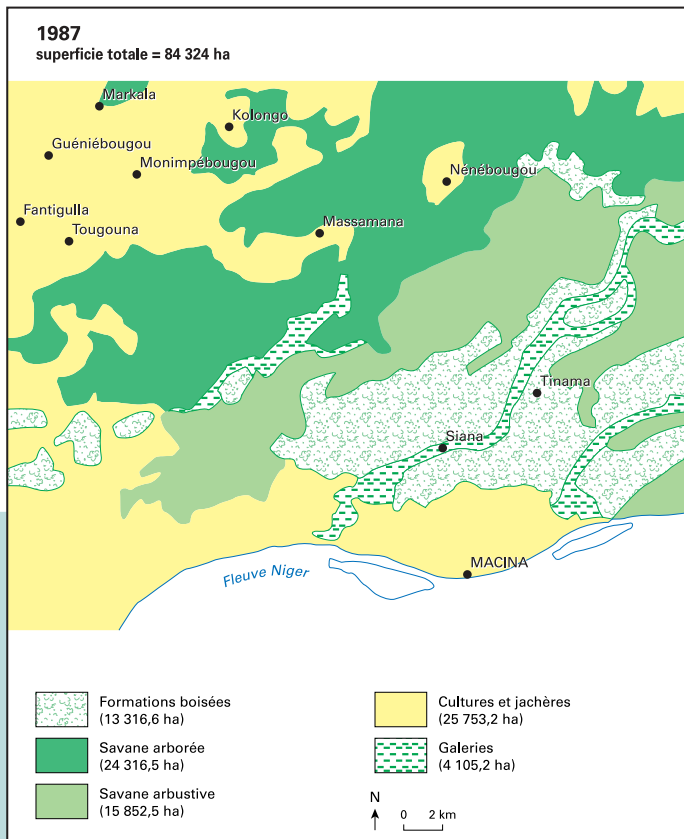 1987
superficie totale = 84 324 ha
Markala
Kolongo
Guéniébougou
Monimpébougou
Nénébougou
Fantigulla
Massamana
Tougouna
Tinama
Siana
MACINA
Fleuve Niger
Formations boisées
(13 316,6 ha)
Savane arborée
(24 316,5 ha)
Savane arbustive
(15 852,5 ha)
Cultures et jachères
(25 753,2 ha)
Galeries
(4 105,2 ha)
N
0 2 km